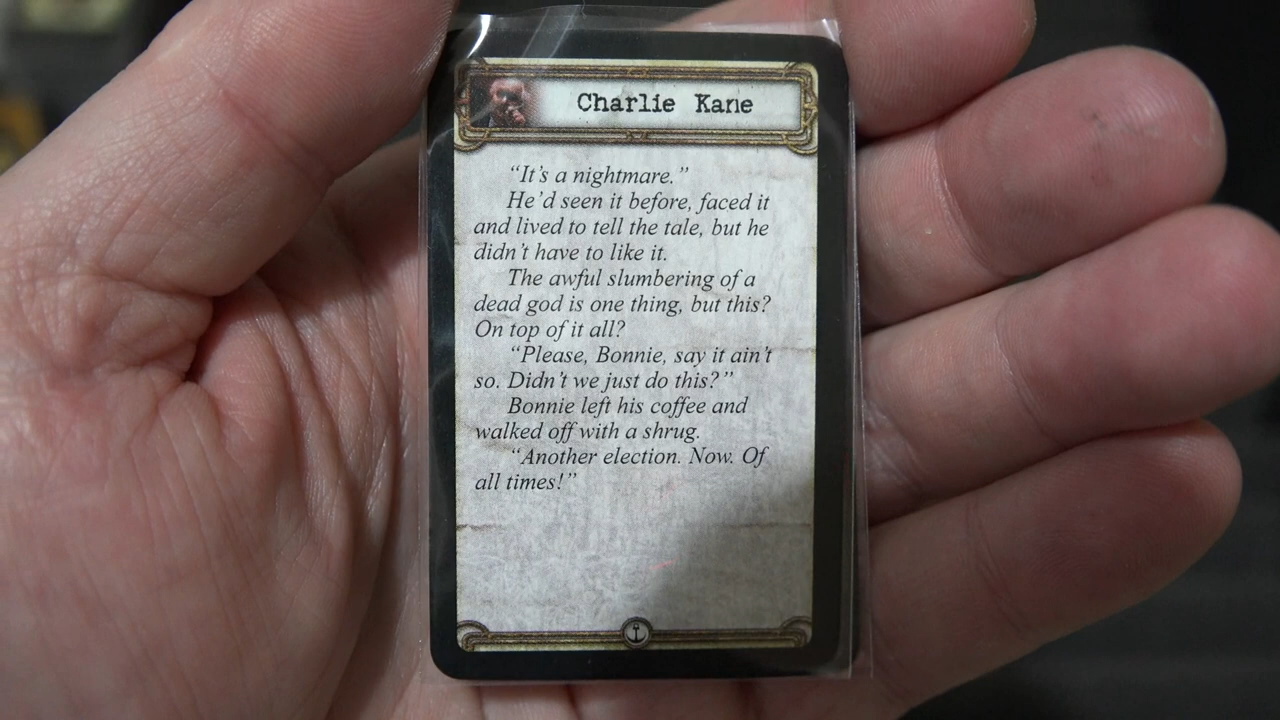 Charlie Kane
“It’s a nightmare.”
He’d seen it before, faced it
and lived to tell the tale, but he
didn’t have to like it.
The awful slumbering of a
dead god is one thing, but this?
On top of it all?
“Please, Bonnie, say it ain’t
so. Didn’t we just do this?”
Bonnie left his coffee and
walked off with a shrug.
“Another election. Now. Of
all times!”